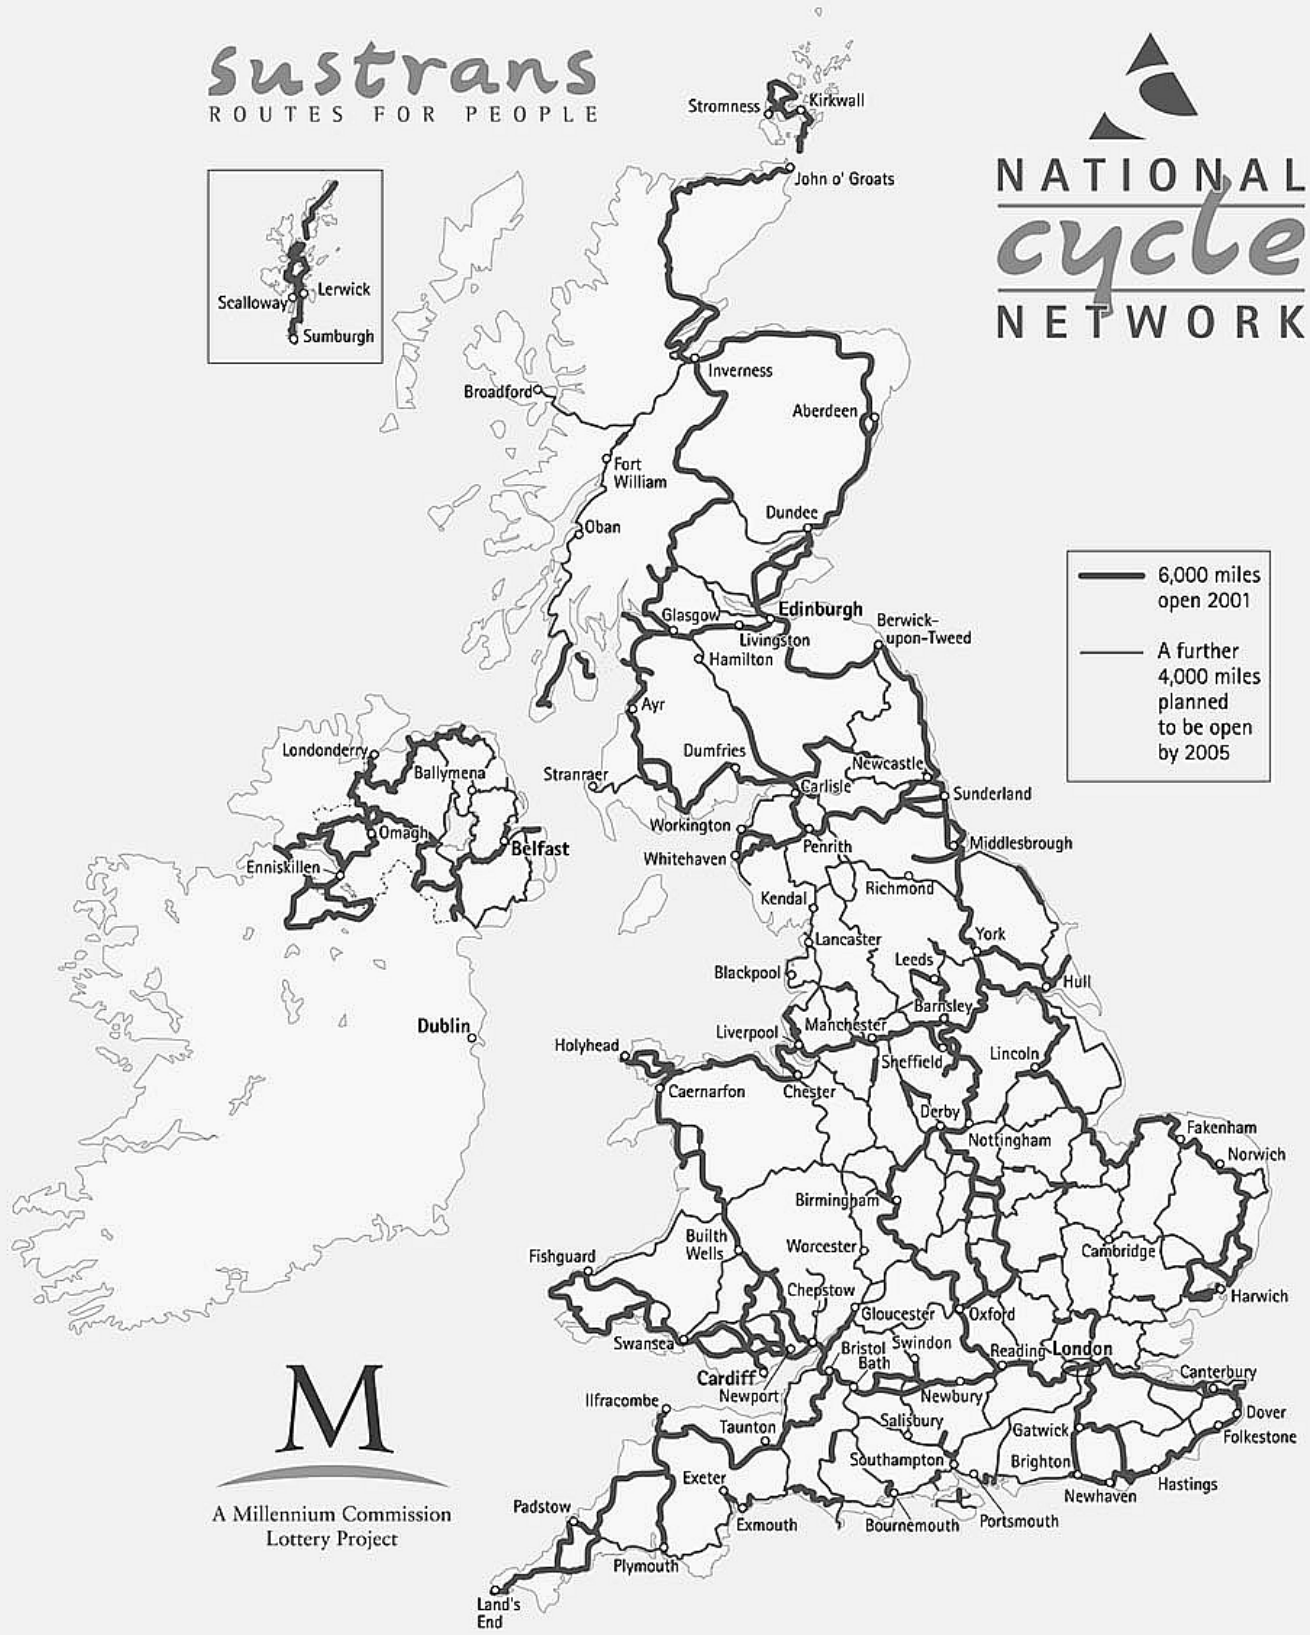 sustrans
ROUTES FOR PEOPLE
NATIONAL
cycle
NETWORK
Stromness
Kirkwall
John o' Groats
Lerwick
Scalloway
Sumburgh
Inverness
Broadford
Aberdeen
Fort
William
Dundee
Oban
6,000 miles
open 2001
A further
4,000 miles
planned
to be open
by 2005
Edinburgh
Glasgow
Berwick-
upon-Tweed
Livingston
Hamilton
Ayr
Londonderry
Dumfries
Newcastle
Ballymena
Stranraer
Carlisle
Sunderland
Workington
Omagh
Belfast
Penrith
Middlesbrough
Whitehaven
Enniskillen
Richmond
Kendal
York
Lancaster
Leeds
Blackpool
Hull
Barnsley
Dublin
Liverpool
Manchester
Holyhead
Sheffield
Lincoln
Caernarfon
Chester
Derby
Nottingham
Fakenham
Norwich
Birmingham
Builth
Wells
Worcester
Cambridge
Fishguard
Chepstow
Harwich
Gloucester
Oxford
Swansea
Bristol
Swindon
Reading
London
Bath
Cardiff
Canterbury
Newport
Newbury
Ilfracombe
Dover
Taunton
Salisbury
Gatwick
Folkestone
Southampton
Brighton
Exeter
Hastings
Newhaven
Padstow
Exmouth
Bournemouth
Portsmouth
Plymouth
Land's
End
M
A Millennium Commission
Lottery Project